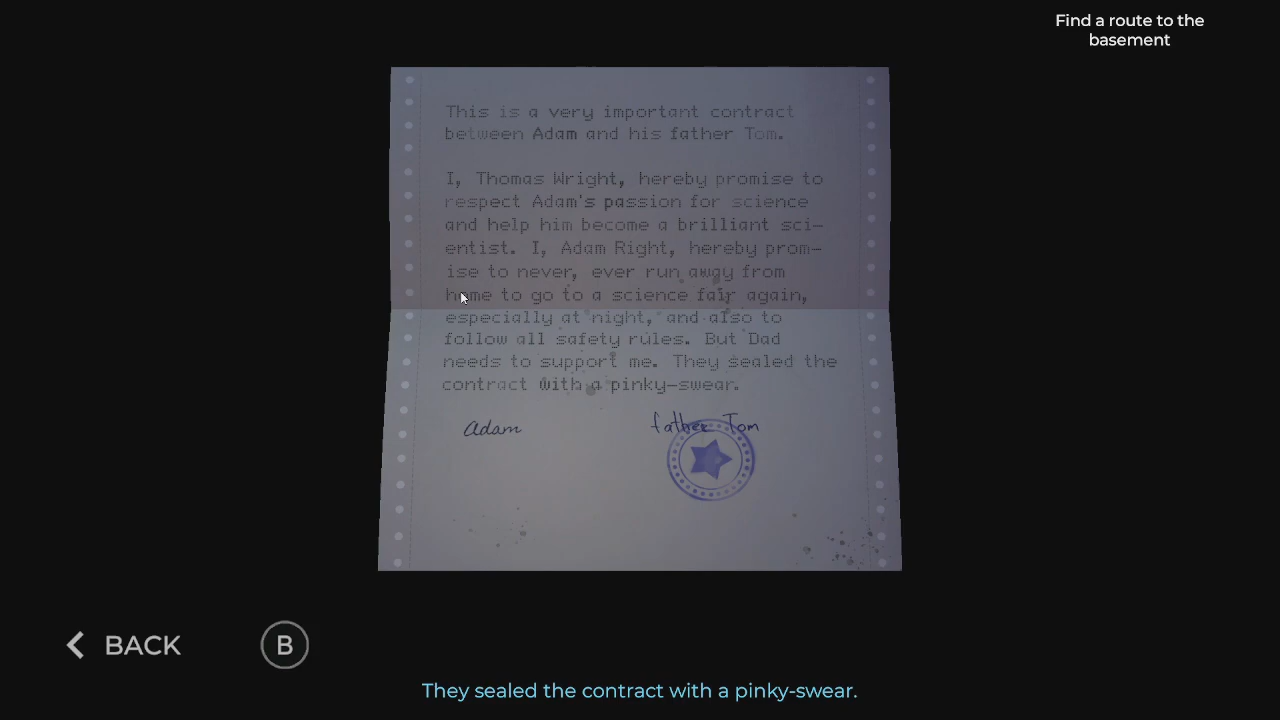 Find a route to the
basement
This is a very important contract
between Adam and his father Tom.
I, Thomas Wright, hereby promise to
respect Adam's passion for science
and help him become a brilliant sci-
entist. I, Adam Right, hereby prom-
ise to never, ever run away from
home to go to a science fair again,
especially at night, and also to
follow all safety rules. But Dad
needs to support me. They sealed the
contract with a pinky-swear.
Adam father Tom
BACK B
They sealed the contract with a pinky-swear.